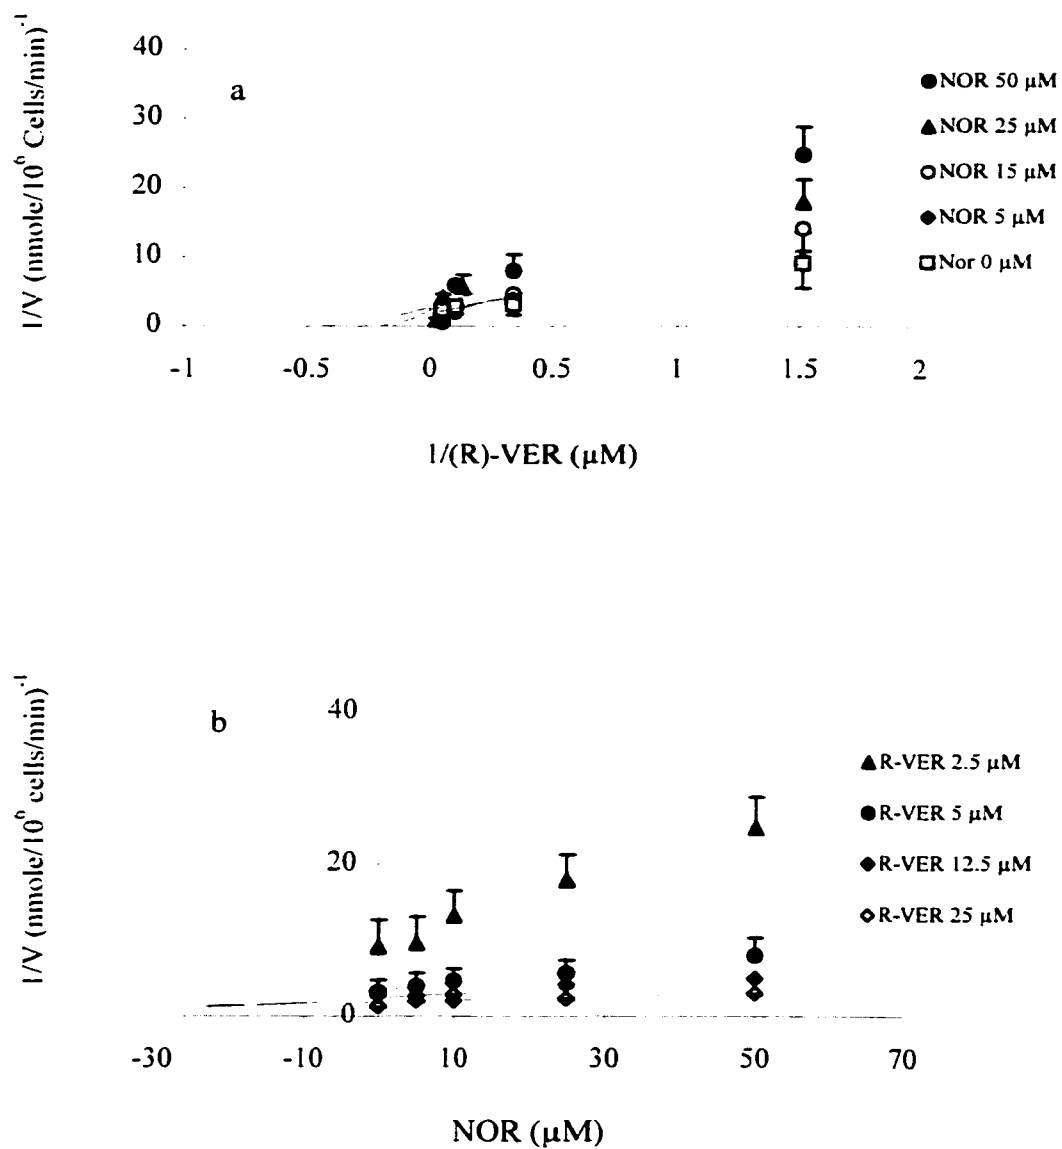 1/V (nmole/10⁶ Cells/min)⁻¹
a
40
30
20
10
0
-1 -0.5 0 0.5 1 1.5 2
1/(R)-VER (µM)
NOR 50 µM
NOR 25 µM
NOR 15 µM
NOR 5 µM
Nor 0 µM
1/V (nmole/10⁶ cells/min)⁻¹
b
40
20
0
-30 -10 10 30 50 70
NOR (µM)
R-VER 2.5 µM
R-VER 5 µM
R-VER 12.5 µM
R-VER 25 µM